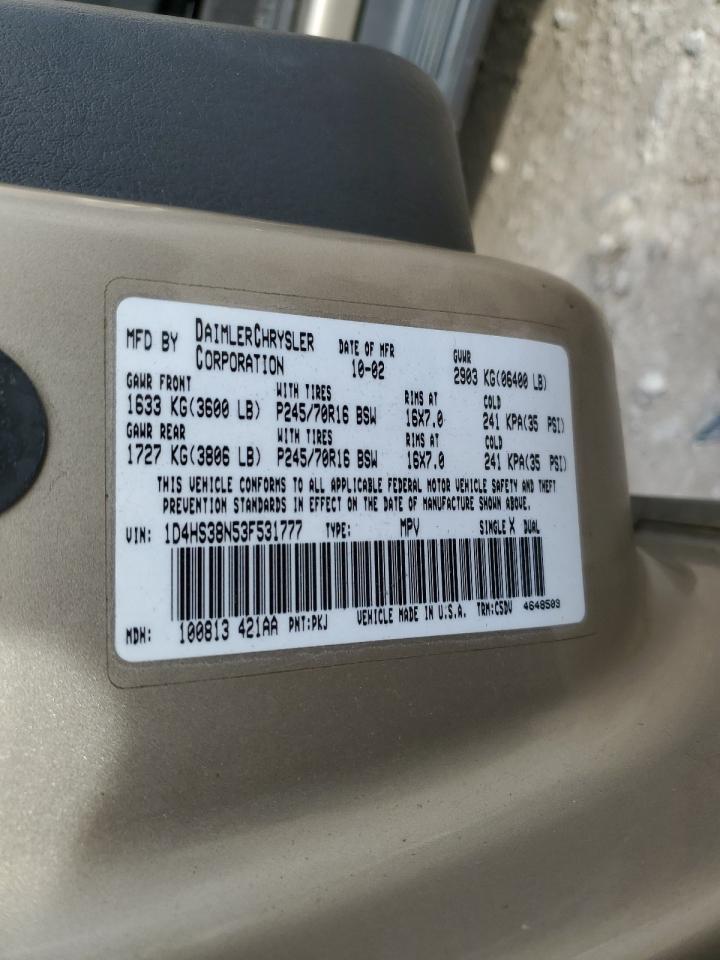 MFD BY DAIMLERCHRYSLER CORPORATION DATE OF MFR 10-02 GVWR 2903 KG(06400 LB)
GAWR FRONT WITH TIRES RIMS AT COLD
1633 KG(3600 LB) P245/70R16 BSW 16X7.0 241 KPA(35 PSI)
GAWR REAR WITH TIRES RIMS AT COLD
1727 KG(3806 LB) P245/70R16 BSW 16X7.0 241 KPA(35 PSI)
THIS VEHICLE CONFORMS TO ALL APPLICABLE FEDERAL MOTOR VEHICLE SAFETY AND THEFT
PREVENTION STANDARDS IN EFFECT ON THE DATE OF MANUFACTURE SHOWN ABOVE.
VIN: 1D4HS38N53F531777 TYPE: MPV SINGLE X DUAL
MDH: 100813 421AA PNT:PKJ VEHICLE MADE IN U.S.A. TRM:C5DV 4648509